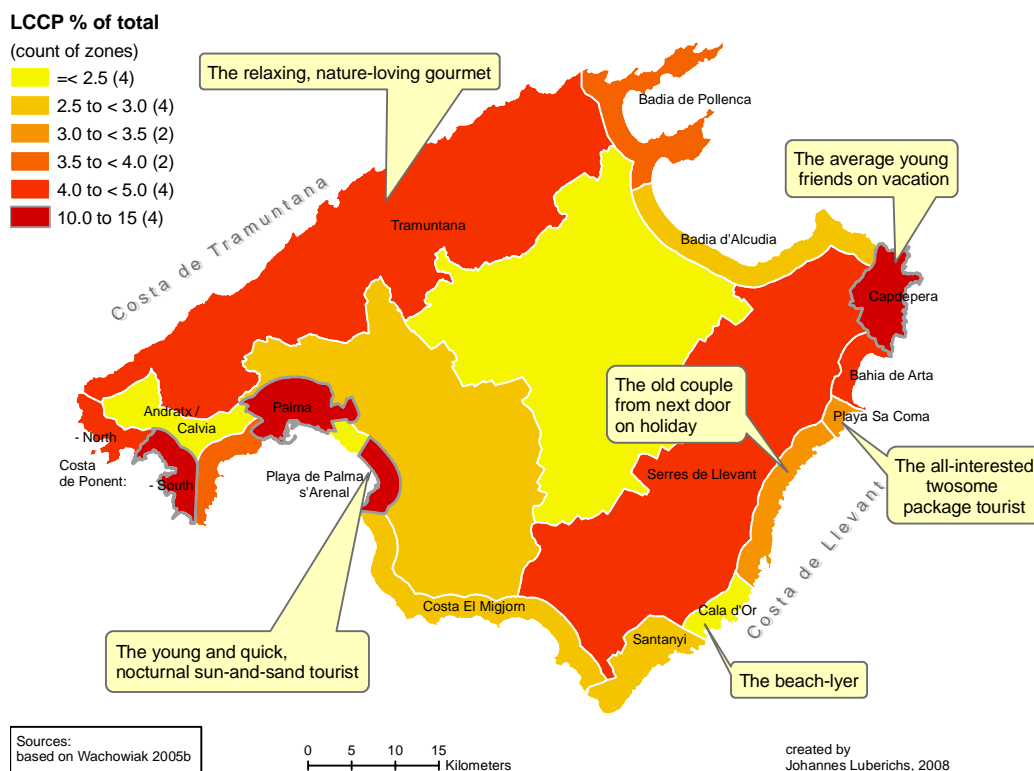 LCCP % of total
(count of zones)
=< 2.5 (4)
2.5 to < 3.0 (4)
3.0 to < 3.5 (2)
3.5 to < 4.0 (2)
4.0 to < 5.0 (4)
10.0 to 15 (4)
The relaxing, nature-loving gourmet
Badia de Pollenca
The average young
friends on vacation
Costa de Tramuntana
Tramuntana
Badia d'Alcudia
Capdepera
Bahia de Arta
The old couple
from next door
on holiday
Playa Sa Coma
Andratx /
Calvia
Palma
- North
Costa
de Ponent:
- South
Playa de Palma
s'Arenal
Serres de Llevant
The all-interested
twosome
package tourist
Costa de Llevant
Costa El Migjorn
Cala d'Or
Santanyi
The young and quick,
nocturnal sun-and-sand tourist
The beach-lyer
Sources:
based on Wachowiak 2005b
0 5 10 15
Kilometers
created by
Johannes Luberichs, 2008